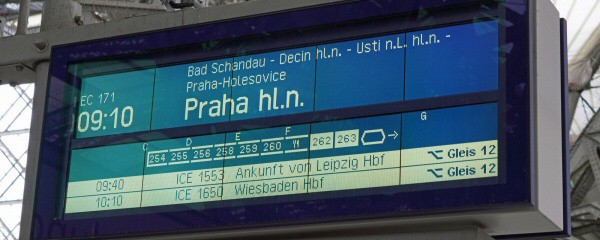 Bad Schandau - Decin hl.n. - Usti n.L. hl.n. -
EC 171 Praha-Holesovice
09:10 Praha hl.n.
C D E F G
254 255 256 258 259 260 262 263
09:40 ICE 1553 Ankunft von Leipzig Hbf Gleis 12
10:10 ICE 1650 Wiesbaden Hbf Gleis 12